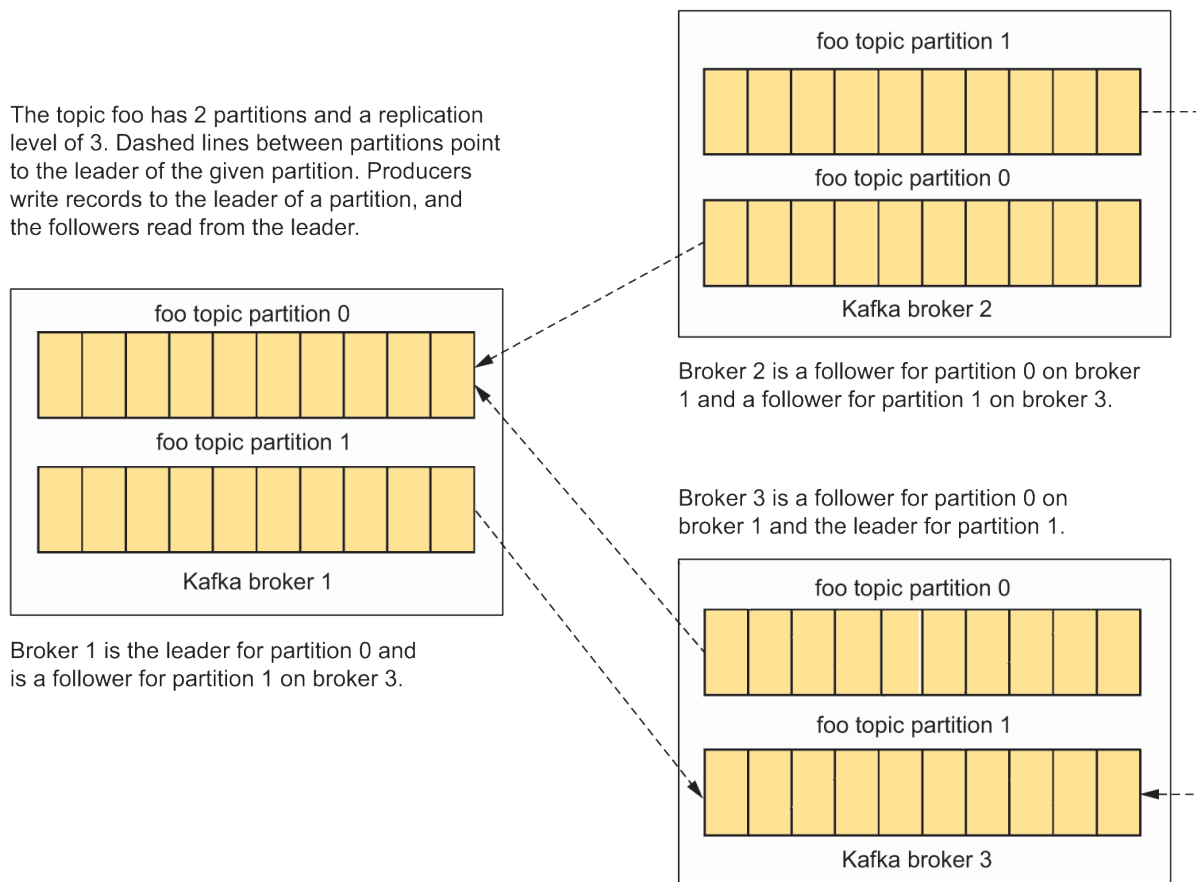 The topic foo has 2 partitions and a replication
level of 3. Dashed lines between partitions point
to the leader of the given partition. Producers
write records to the leader of a partition, and
the followers read from the leader.
foo topic partition 0
foo topic partition 1
Kafka broker 1
Broker 1 is the leader for partition 0 and
is a follower for partition 1 on broker 3.
foo topic partition 1
foo topic partition 0
Kafka broker 2
Broker 2 is a follower for partition 0 on broker
1 and a follower for partition 1 on broker 3.
Broker 3 is a follower for partition 0 on
broker 1 and the leader for partition 1.
foo topic partition 0
foo topic partition 1
Kafka broker 3